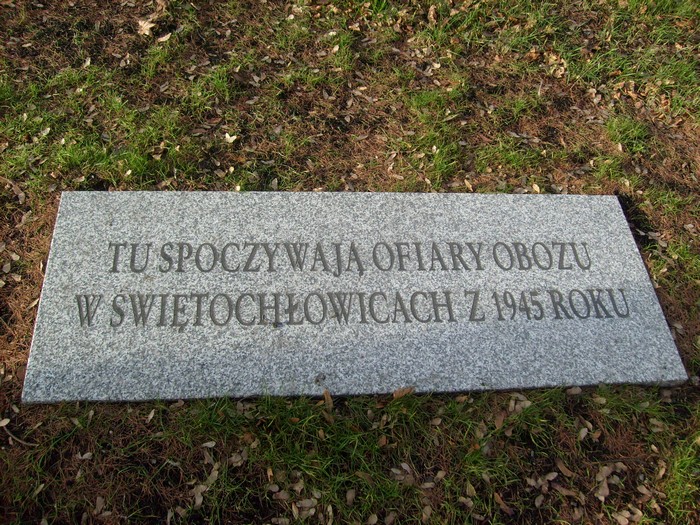 TU SPOCZYWAJĄ OFIARY OBOZU
W ŚWIĘTOCHŁOWICACH Z 1945 ROKU